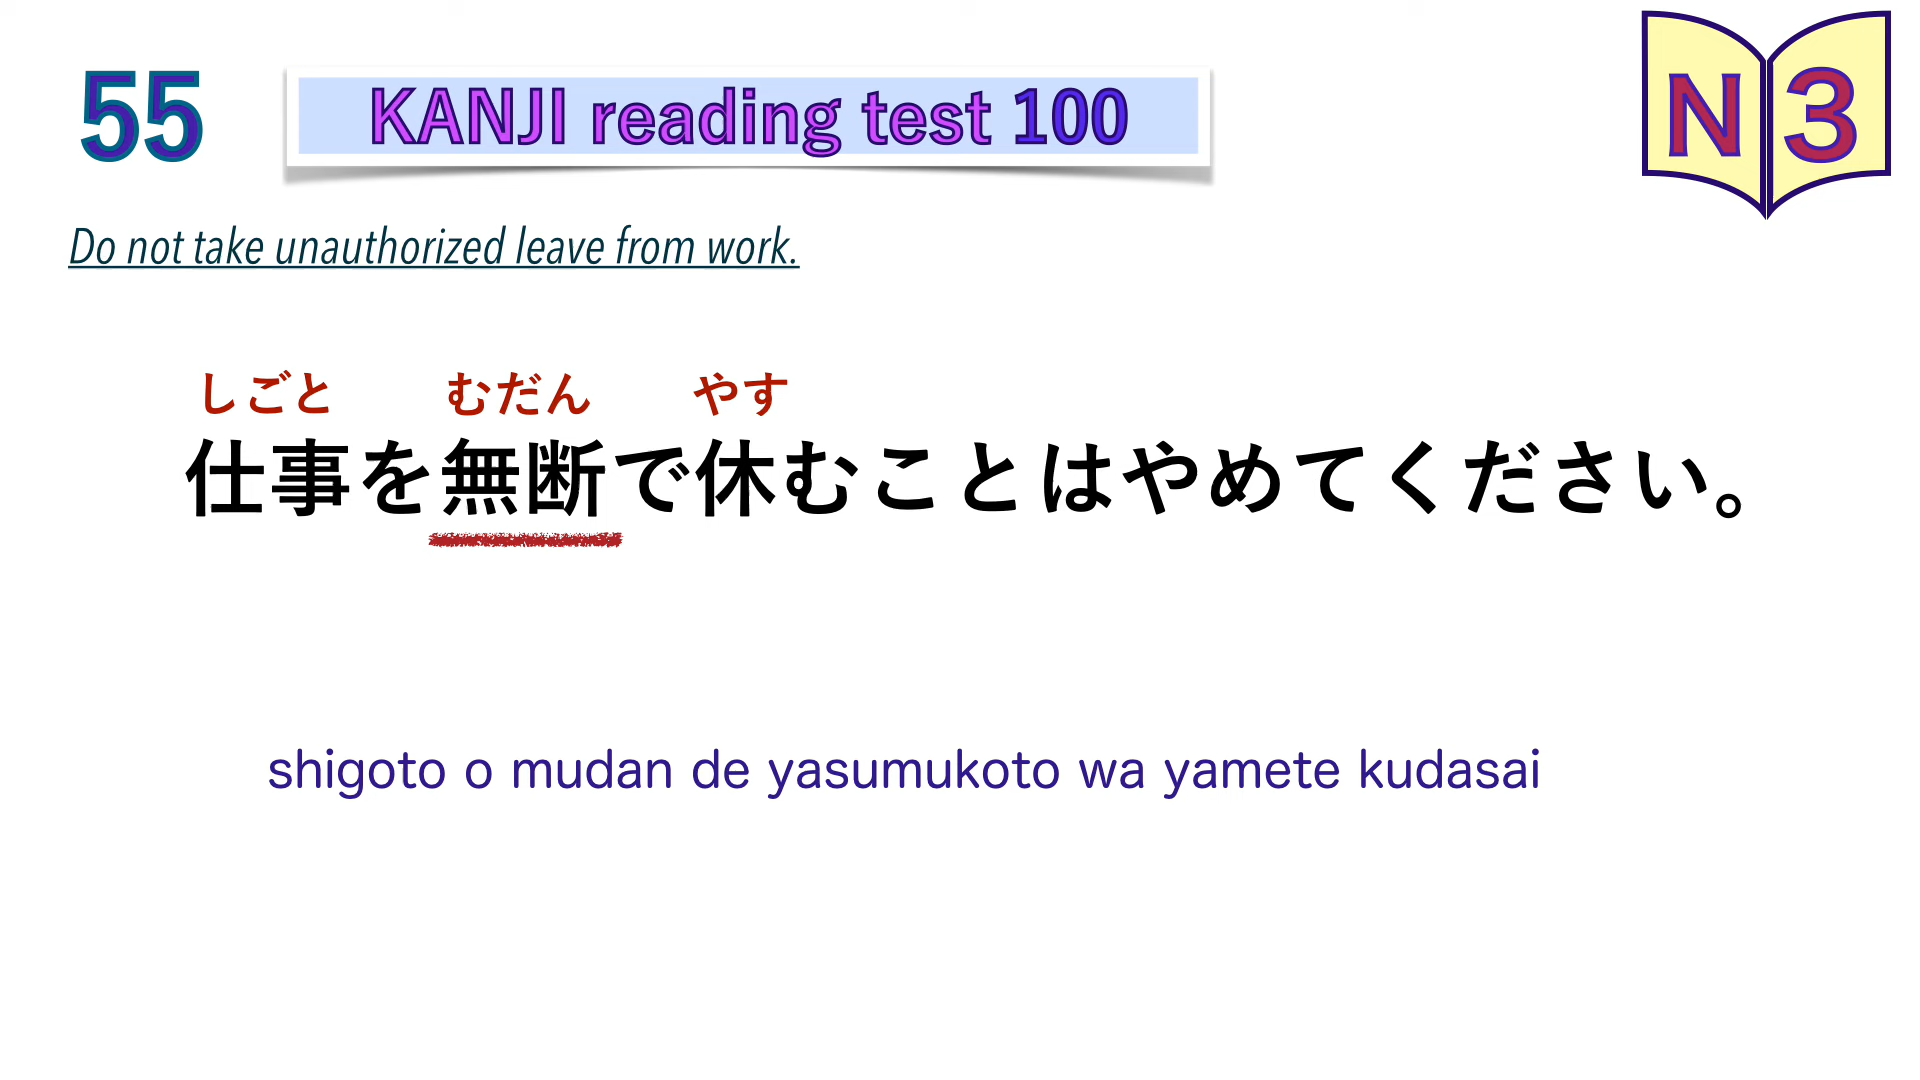 55
KANJI reading test 100
N3
Do not take unauthorized leave from work.
しごと むだん やす
仕事を無断で休むことはやめてください。
shigoto o mudan de yasumukoto wa yamete kudasai